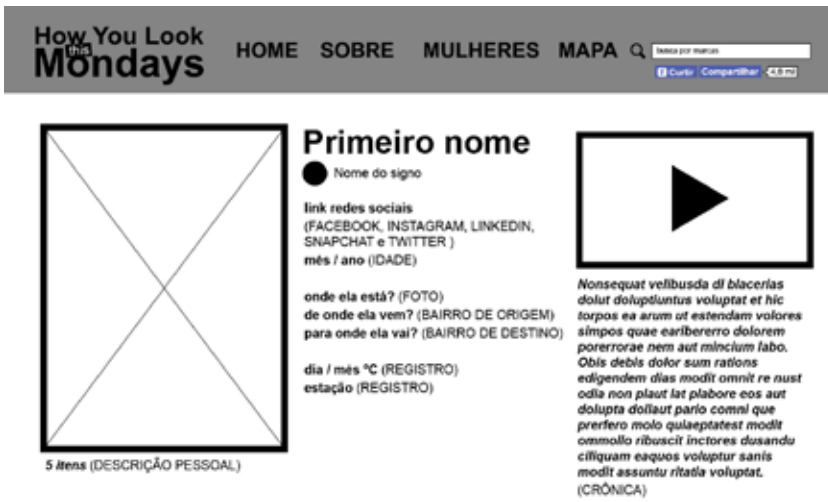 How You Look
this
Mondays
HOME SOBRE MULHERES MAPA
busca por marcas
Curtir Compartilhar 4,6 mil
Primeiro nome
Nome do signo
link redes sociais
(FACEBOOK, INSTAGRAM, LINKEDIN,
SNAPCHAT e TWITTER )
mês / ano (IDADE)
onde ela está? (FOTO)
de onde ela vem? (BAIRRO DE ORIGEM)
para onde ela vai? (BAIRRO DE DESTINO)
dia / mês ºC (REGISTRO)
estação (REGISTRO)
5 itens (DESCRIÇÃO PESSOAL)
Nonsequat velibusda di blacerias
dolut doluptiuntus voluptat et hic
torpos ea arum ut estendam volores
simpos quae earibererro dolorem
porerrorae nem aut mincium labo.
Obis debis dolor sum rations
edigendem dias modit omnit re nust
odia non plaut lat plabore eos aut
dolupta dollaut pario comni que
prerfero molo quiaeptatest modit
ommollo ribuscit inctores dusandu
ciliquam eaquos voluptur sanis
modit assuntu ritatia voluptat.
(CRÔNICA)